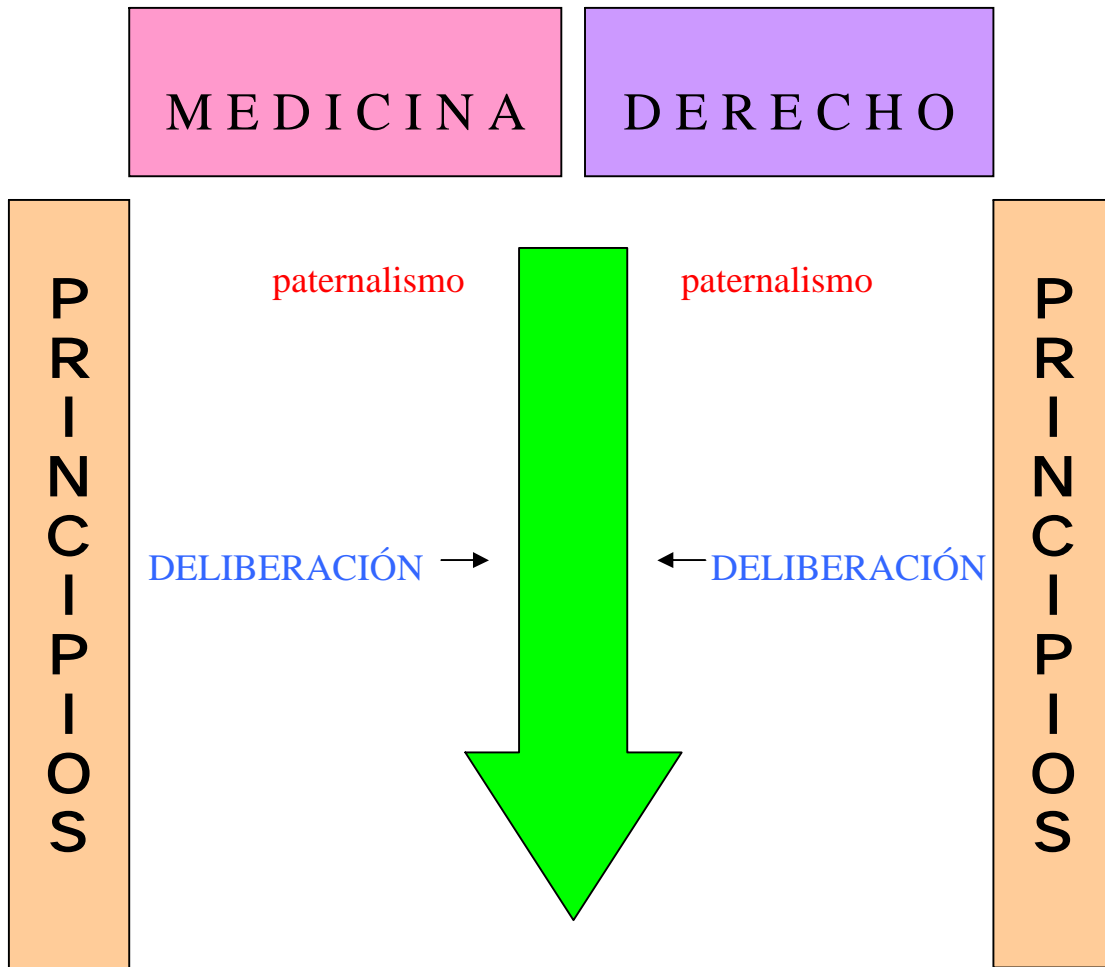 MEDICINA
DERECHO
PRINCIPIOS
paternalismo
paternalismo
PRINCIPIOS
DELIBERACIÓN
DELIBERACIÓN